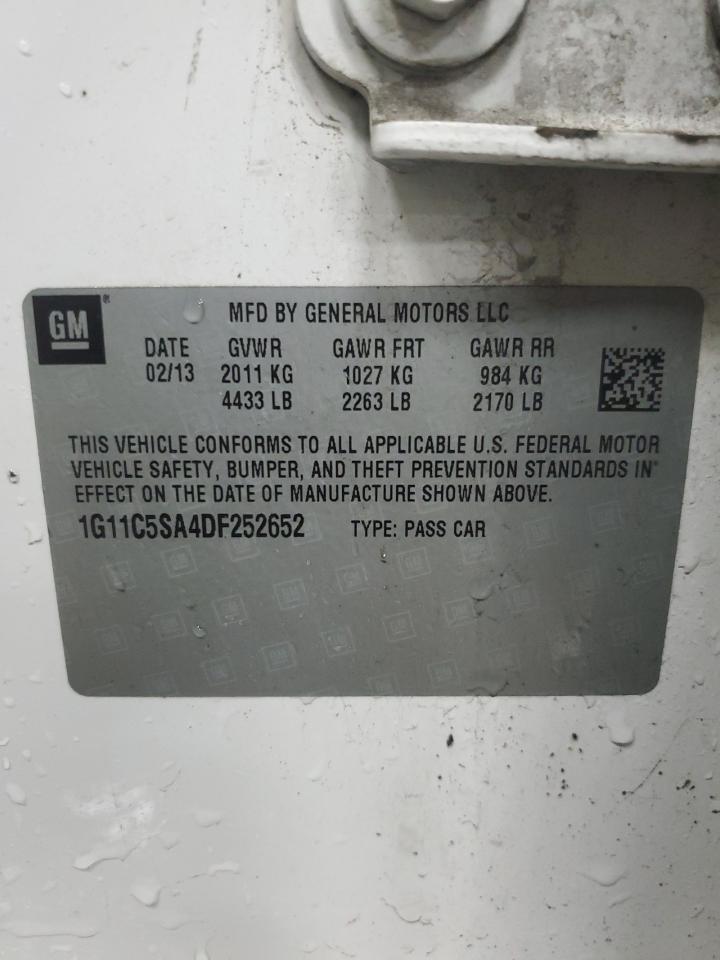 GM
MFD BY GENERAL MOTORS LLC
DATE GVWR GAWR FRT GAWR RR
02/13 2011 KG 1027 KG 984 KG
4433 LB 2263 LB 2170 LB
THIS VEHICLE CONFORMS TO ALL APPLICABLE U.S. FEDERAL MOTOR
VEHICLE SAFETY, BUMPER, AND THEFT PREVENTION STANDARDS IN
EFFECT ON THE DATE OF MANUFACTURE SHOWN ABOVE.
1G11C5SA4DF252652 TYPE: PASS CAR